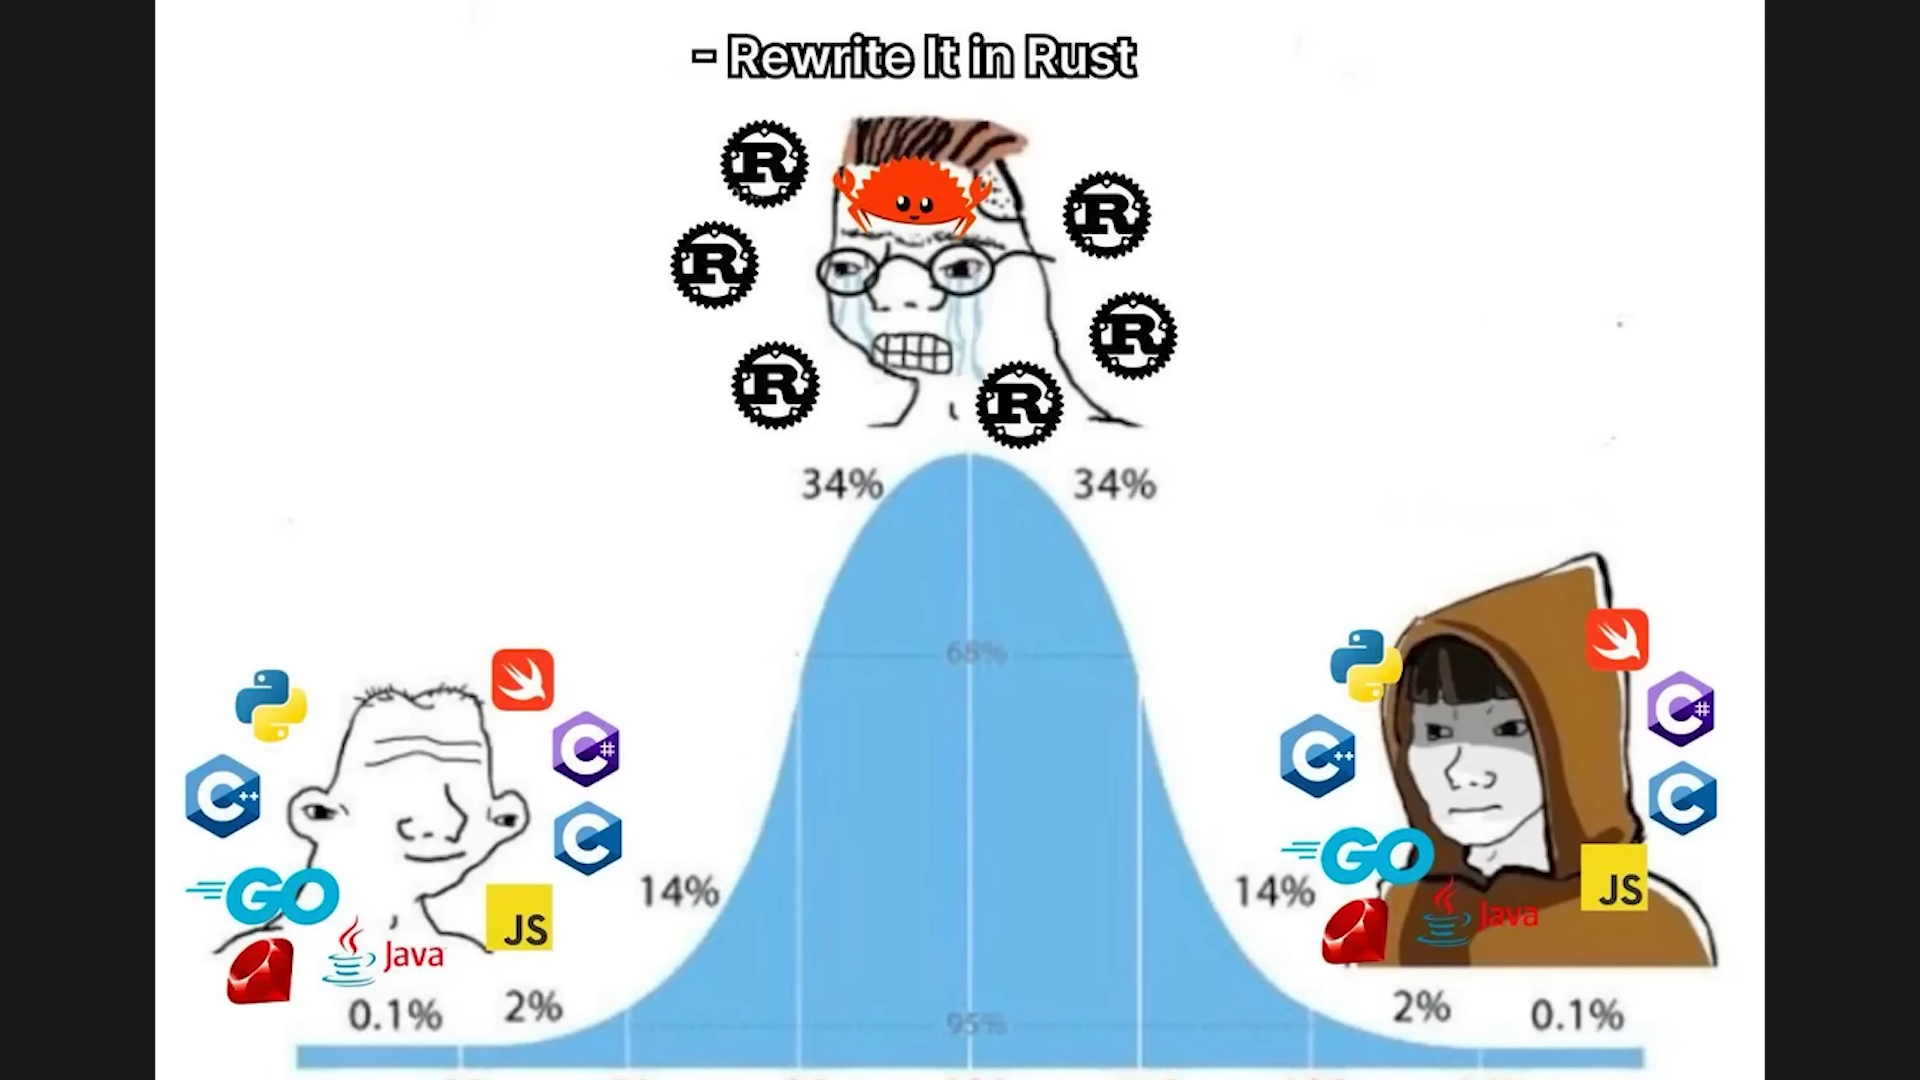 - Rewrite It in Rust
R
R
R
R
R
R
34%
34%
68%
C++
C#
C
GO
JS
Java
C++
C#
C
GO
JS
Java
14%
14%
0.1%
2%
2%
0.1%
95%